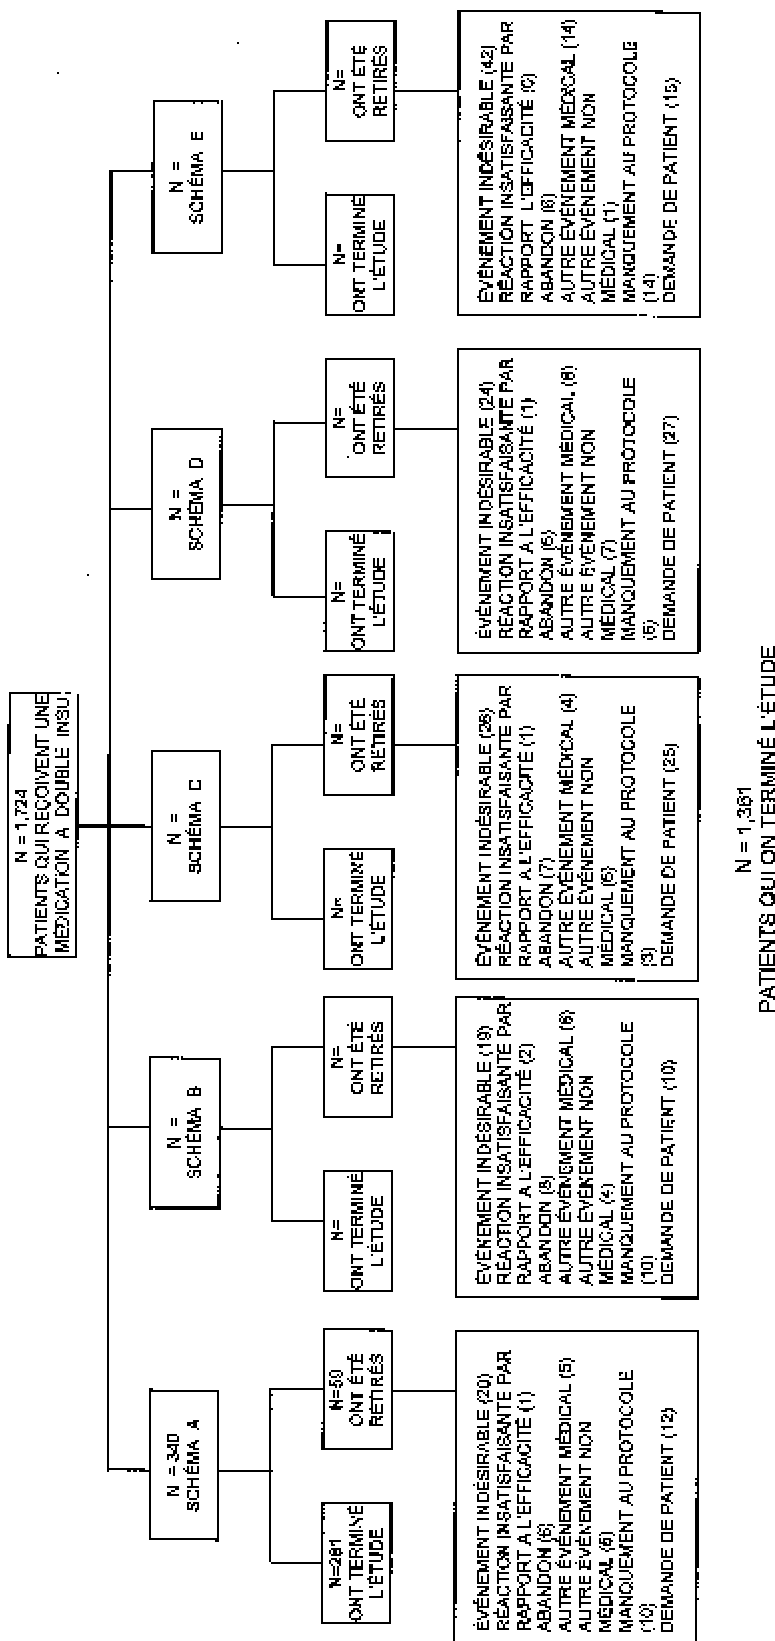 N = 1,724
PATIENTS QUI REÇOIVENT UNE
MÉDICATION A DOUBLE INSU
N = 340
SCHÉMA A
N =
SCHÉMA B
N =
SCHÉMA C
N =
SCHÉMA D
N =
SCHÉMA E
N=281
ONT TERMINÉ
L'ÉTUDE
N=59
ONT ÉTÉ
RETIRÉS
N=
ONT TERMINÉ
L'ÉTUDE
N=
ONT ÉTÉ
RETIRÉS
N=
ONT TERMINÉ
L'ÉTUDE
N=
ONT ÉTÉ
RETIRÉS
N=
ONT TERMINÉ
L'ÉTUDE
N=
ONT ÉTÉ
RETIRÉS
N=
ONT TERMINÉ
L'ÉTUDE
N=
ONT ÉTÉ
RETIRÉS
ÉVÉNEMENT INDÉSIRABLE (20)
RÉACTION INSATISFAISANTE PAR
RAPPORT A L'EFFICACITÉ (1)
ABANDON (6)
AUTRE ÉVÉNEMENT MÉDICAL (5)
AUTRE ÉVÉNEMENT NON
MÉDICAL (5)
MANQUEMENT AU PROTOCOLE
(10)
DEMANDE DE PATIENT (12)
ÉVÉNEMENT INDÉSIRABLE (19)
RÉACTION INSATISFAISANTE PAR
RAPPORT A L'EFFICACITÉ (2)
ABANDON (8)
AUTRE ÉVÉNEMENT MÉDICAL (6)
AUTRE ÉVÉNEMENT NON
MÉDICAL (4)
MANQUEMENT AU PROTOCOLE
(10)
DEMANDE DE PATIENT (10)
ÉVÉNEMENT INDÉSIRABLE (26)
RÉACTION INSATISFAISANTE PAR
RAPPORT A L'EFFICACITÉ (1)
ABANDON (7)
AUTRE ÉVÉNEMENT MÉDICAL (4)
AUTRE ÉVÉNEMENT NON
MÉDICAL (6)
MANQUEMENT AU PROTOCOLE
(3)
DEMANDE DE PATIENT (25)
ÉVÉNEMENT INDÉSIRABLE (24)
RÉACTION INSATISFAISANTE PAR
RAPPORT A L'EFFICACITÉ (1)
ABANDON (6)
AUTRE ÉVÉNEMENT MÉDICAL (8)
AUTRE ÉVÉNEMENT NON
MÉDICAL (7)
MANQUEMENT AU PROTOCOLE
(5)
DEMANDE DE PATIENT (27)
ÉVÉNEMENT INDÉSIRABLE (42)
RÉACTION INSATISFAISANTE PAR
RAPPORT L'EFFICACITÉ (0)
ABANDON (6)
AUTRE ÉVÉNEMENT MÉDICAL (14)
AUTRE ÉVÉNEMENT NON
MÉDICAL (1)
MANQUEMENT AU PROTOCOLE
(14)
DEMANDE DE PATIENT (15)
N = 1,361
PATIENTS QUI ON TERMINÉ L'ÉTUDE